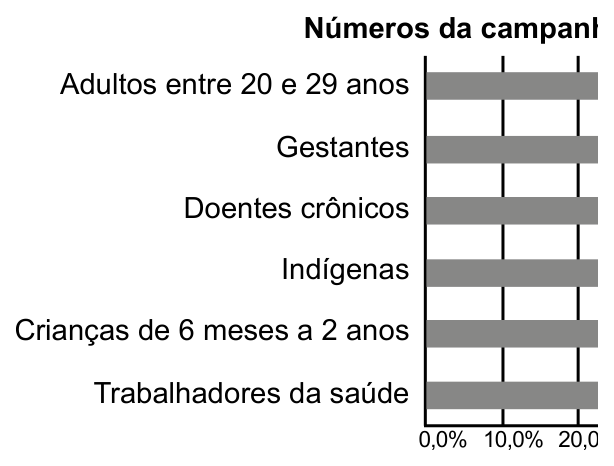 Números da campanh
Adultos entre 20 e 29 anos
Gestantes
Doentes crônicos
Indígenas
Crianças de 6 meses a 2 anos
Trabalhadores da saúde
0,0% 10,0% 20,0